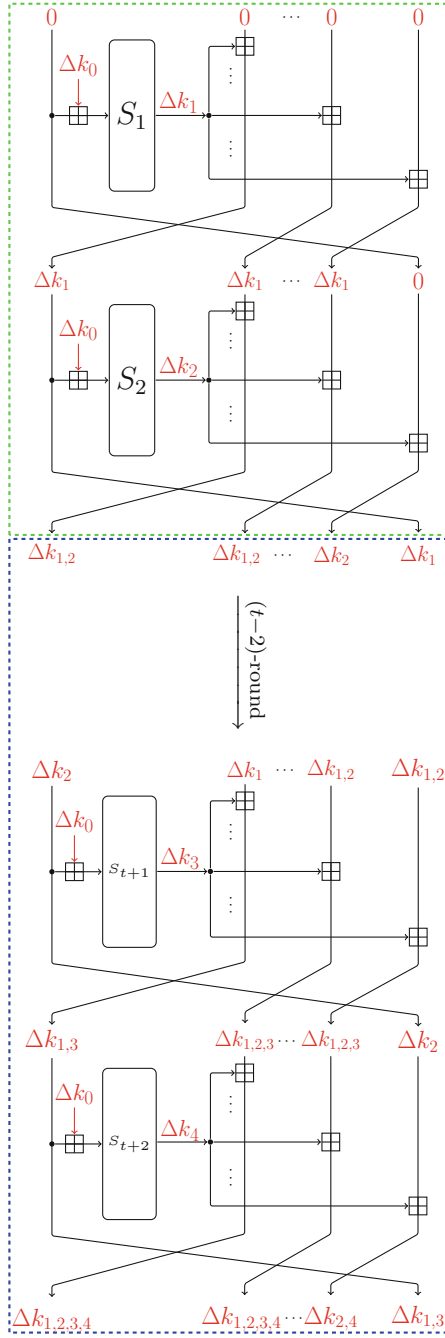 0 0 ⋯ 0 0
Δk₀
S₁ Δk₁
⋮
⋮
Δk₁ Δk₁ ⋯ Δk₁ 0
Δk₀
S₂ Δk₂
⋮
⋮
Δk₁,₂ Δk₁,₂ ⋯ Δk₂ Δk₁
(t−2)-round
Δk₂ Δk₁ ⋯ Δk₁,₂ Δk₁,₂
Δk₀
Sₜ₊₁ Δk₃
⋮
⋮
Δk₁,₃ Δk₁,₂,₃ ⋯ Δk₁,₂,₃ Δk₂
Δk₀
Sₜ₊₂ Δk₄
⋮
⋮
Δk₁,₂,₃,₄ Δk₁,₂,₃,₄ ⋯ Δk₂,₄ Δk₁,₃